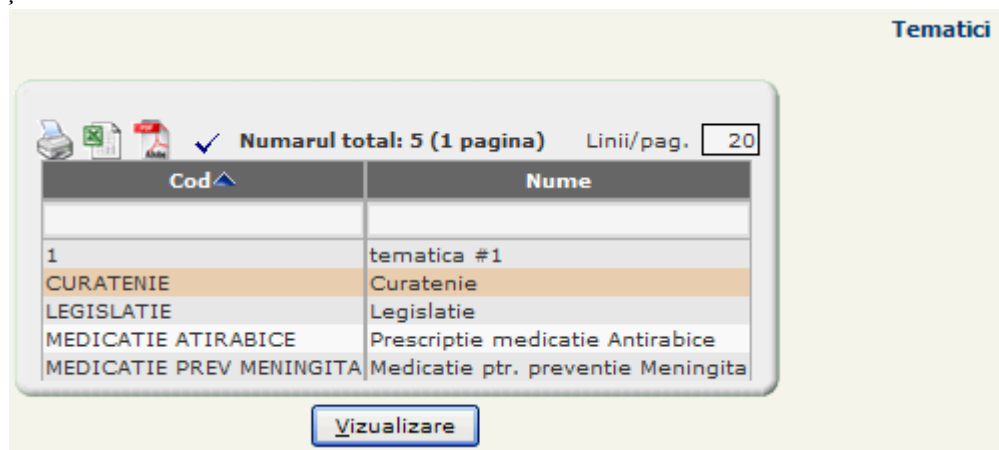 Tematici
Numarul total: 5 (1 pagina) Linii/pag. 20
Cod Nume
1 tematica #1
CURATENIE Curatenie
LEGISLATIE Legislatie
MEDICATIE ATIRABICE Prescriptie medicatie Antirabice
MEDICATIE PREV MENINGITA Medicatie ptr. preventie Meningita
Vizualizare